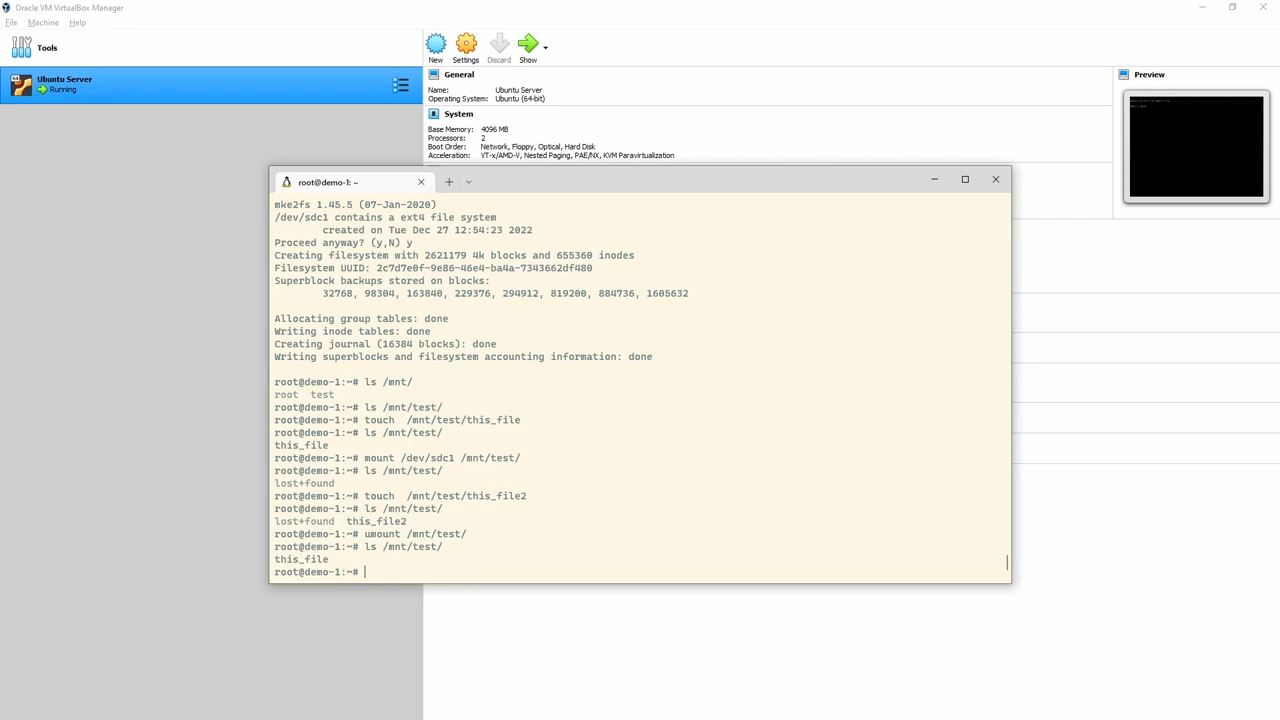 Oracle VM VirtualBox Manager
File Machine Help
Tools
Ubuntu Server
Running
New Settings Discard Show
General
Name: Ubuntu Server
Operating System: Ubuntu (64-bit)
System
Base Memory: 4096 MB
Processors: 2
Boot Order: Network, Floppy, Optical, Hard Disk
Acceleration: VT-x/AMD-V, Nested Paging, PAE/NX, KVM Paravirtualization
Preview
root@demo-1: ~
mke2fs 1.45.5 (07-Jan-2020)
/dev/sdc1 contains a ext4 file system
        created on Tue Dec 27 12:54:23 2022
Proceed anyway? (y,N) y
Creating filesystem with 2621179 4k blocks and 655360 inodes
Filesystem UUID: 2c7d7e0f-9e86-46e4-ba4a-7343662df480
Superblock backups stored on blocks:
        32768, 98304, 163840, 229376, 294912, 819200, 884736, 1605632
Allocating group tables: done
Writing inode tables: done
Creating journal (16384 blocks): done
Writing superblocks and filesystem accounting information: done
root@demo-1:~# ls /mnt/
root  test
root@demo-1:~# ls /mnt/test/
root@demo-1:~# touch  /mnt/test/this_file
root@demo-1:~# ls /mnt/test/
this_file
root@demo-1:~# mount /dev/sdc1 /mnt/test/
root@demo-1:~# ls /mnt/test/
lost+found
root@demo-1:~# touch  /mnt/test/this_file2
root@demo-1:~# ls /mnt/test/
lost+found  this_file2
root@demo-1:~# umount /mnt/test/
root@demo-1:~# ls /mnt/test/
this_file
root@demo-1:~#